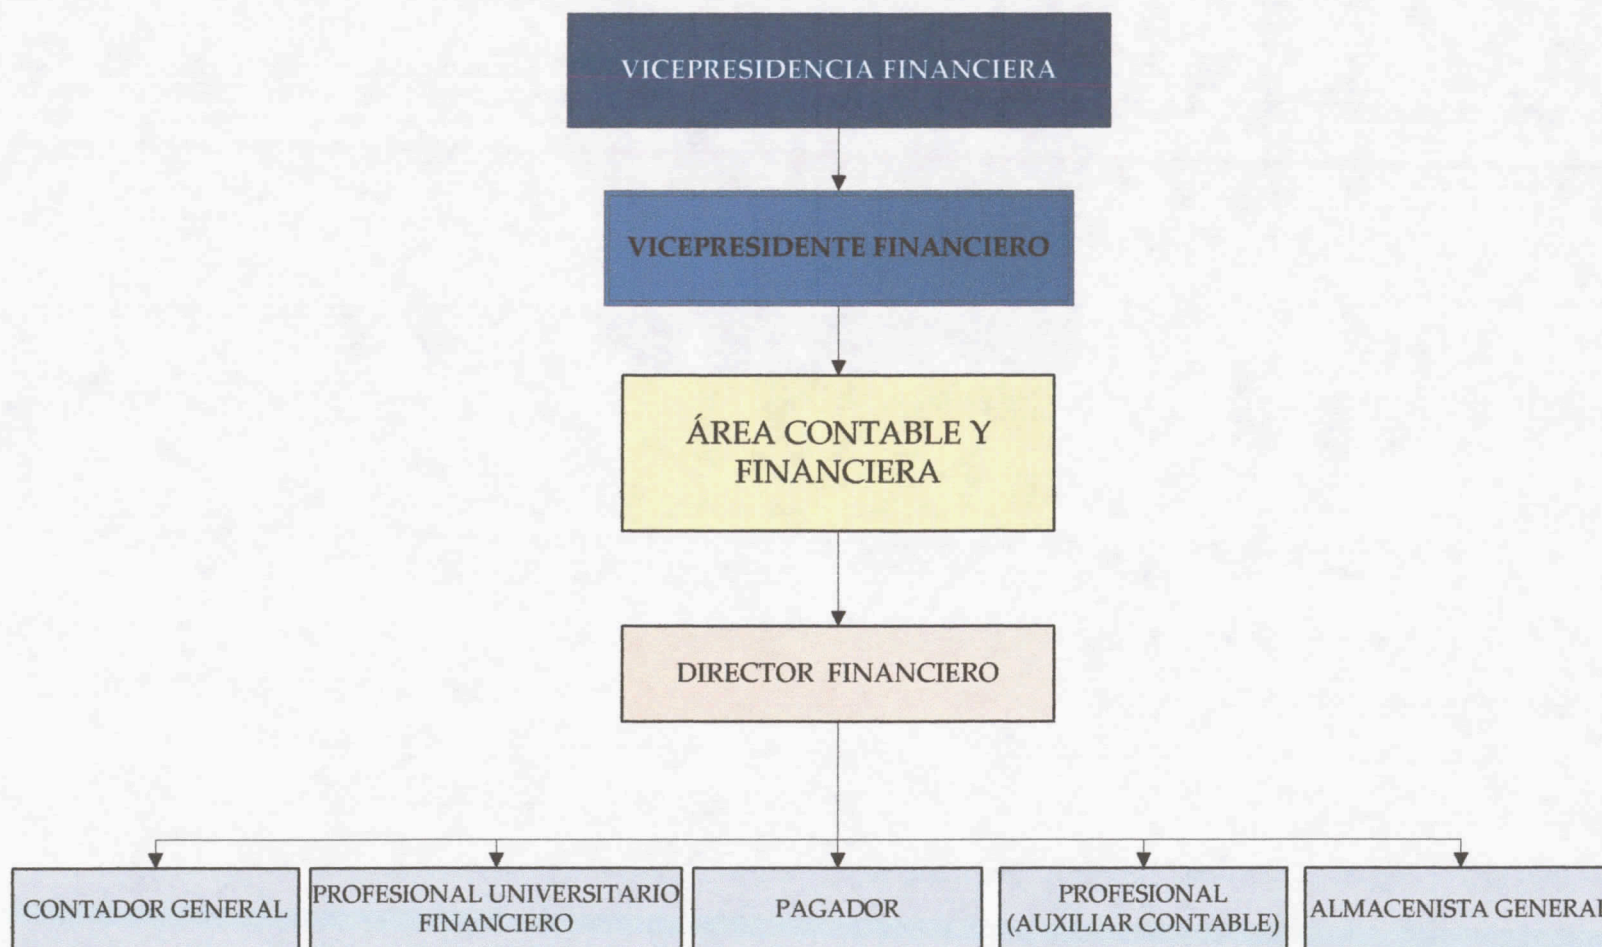 VICEPRESIDENCIA FINANCIERA
VICEPRESIDENTE FINANCIERO
ÁREA CONTABLE Y
FINANCIERA
DIRECTOR FINANCIERO
CONTADOR GENERAL
PROFESIONAL UNIVERSITARIO
FINANCIERO
PAGADOR
PROFESIONAL
(AUXILIAR CONTABLE)
ALMACENISTA GENERAL